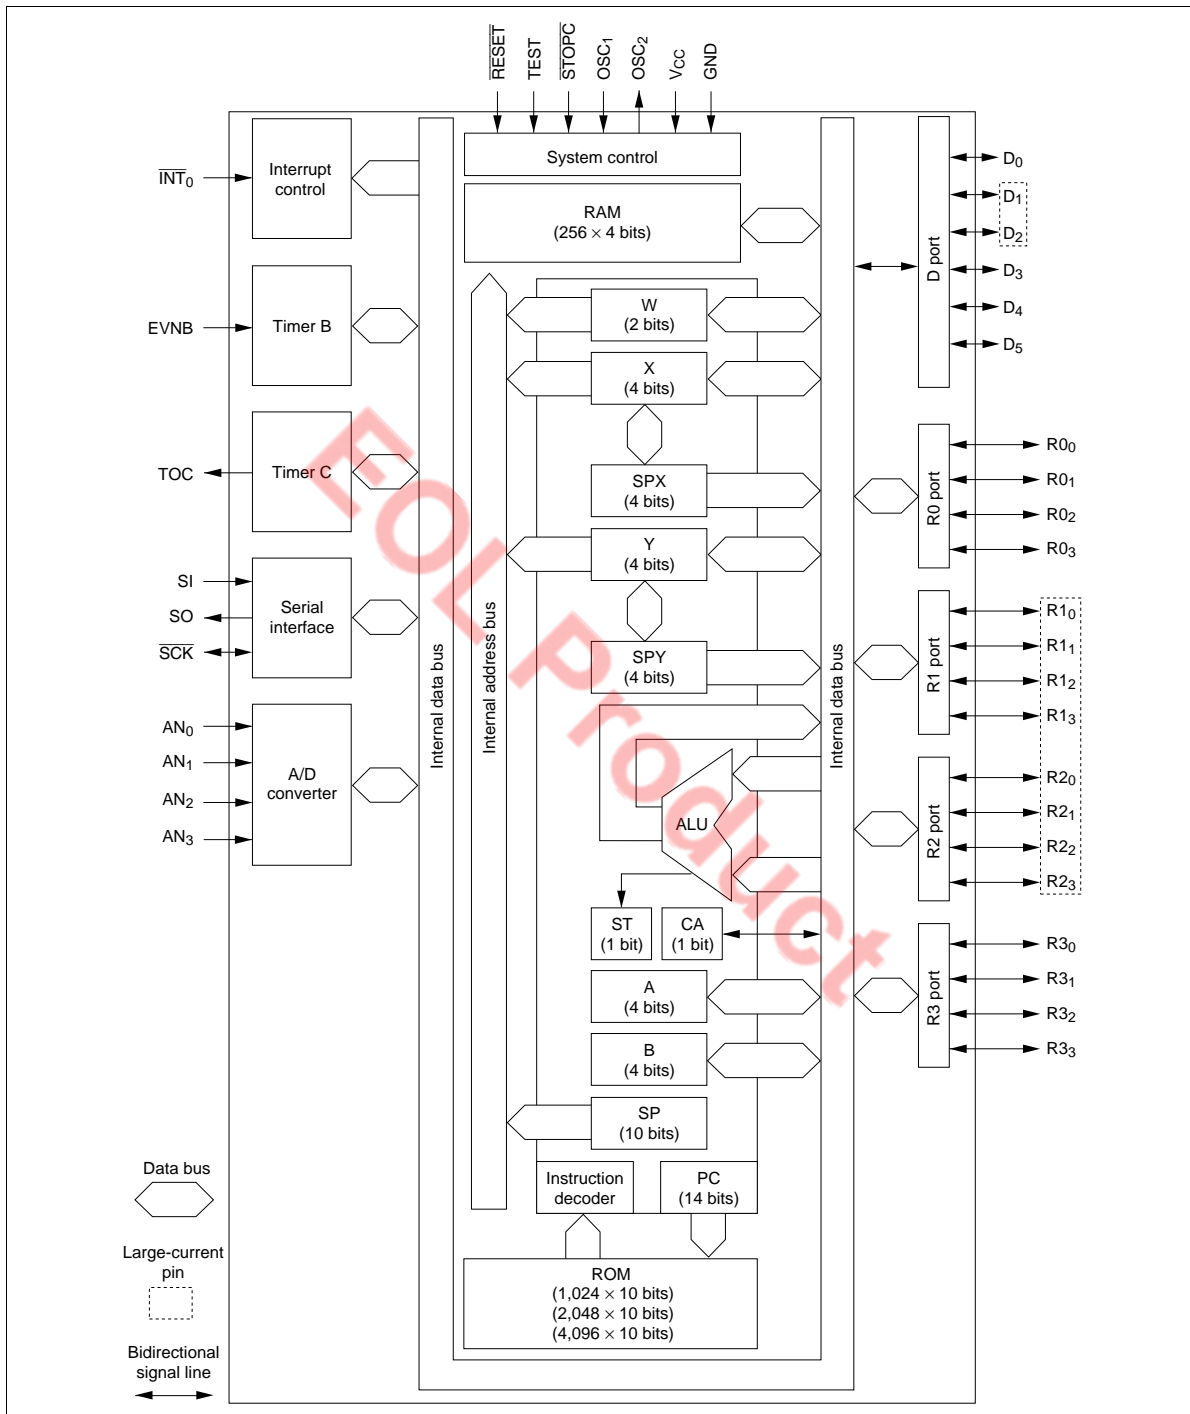 RESET
TEST
STOPC
OSC1
OSC2
VCC
GND
System control
RAM
(256 × 4 bits)
INT0
Interrupt
control
EVNB
Timer B
TOC
Timer C
SI
SO
SCK
Serial
interface
AN0
AN1
AN2
AN3
A/D
converter
Internal data bus
Internal address bus
W
(2 bits)
X
(4 bits)
SPX
(4 bits)
Y
(4 bits)
SPY
(4 bits)
ALU
ST
(1 bit)
CA
(1 bit)
A
(4 bits)
B
(4 bits)
SP
(10 bits)
Instruction
decoder
PC
(14 bits)
ROM
(1,024 × 10 bits)
(2,048 × 10 bits)
(4,096 × 10 bits)
Internal data bus
D port
D0
D1
D2
D3
D4
D5
R0 port
R00
R01
R02
R03
R1 port
R10
R11
R12
R13
R2 port
R20
R21
R22
R23
R3 port
R30
R31
R32
R33
Data bus
Large-current
pin
Bidirectional
signal line
EOL Product